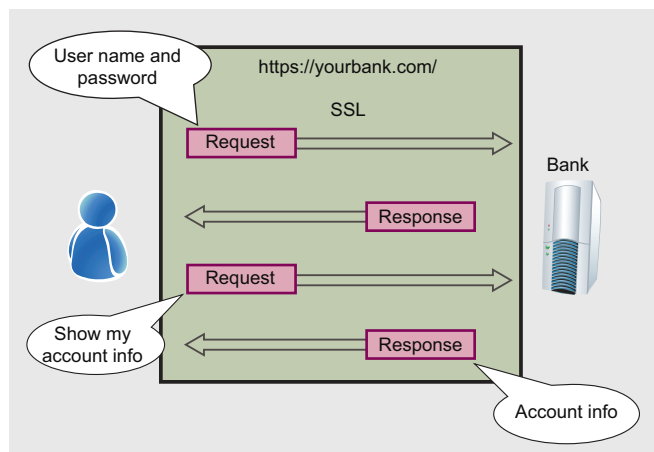 User name and
password
https://yourbank.com/
SSL
Request
Bank
Response
Request
Show my
account info
Response
Account info